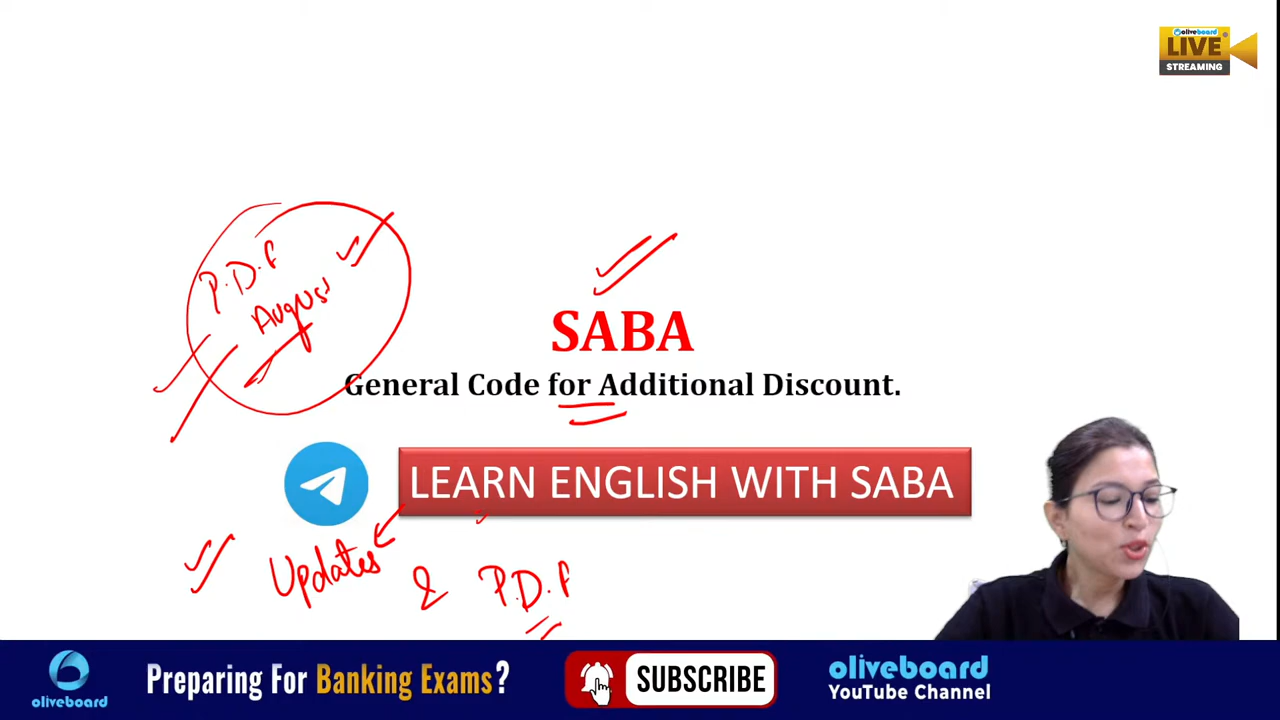 oliveboard
LIVE
STREAMING
P.D.F
August
SABA
General Code for Additional Discount.
LEARN ENGLISH WITH SABA
Updates & P.D.F
Preparing For Banking Exams?
SUBSCRIBE
oliveboard
YouTube Channel
oliveboard